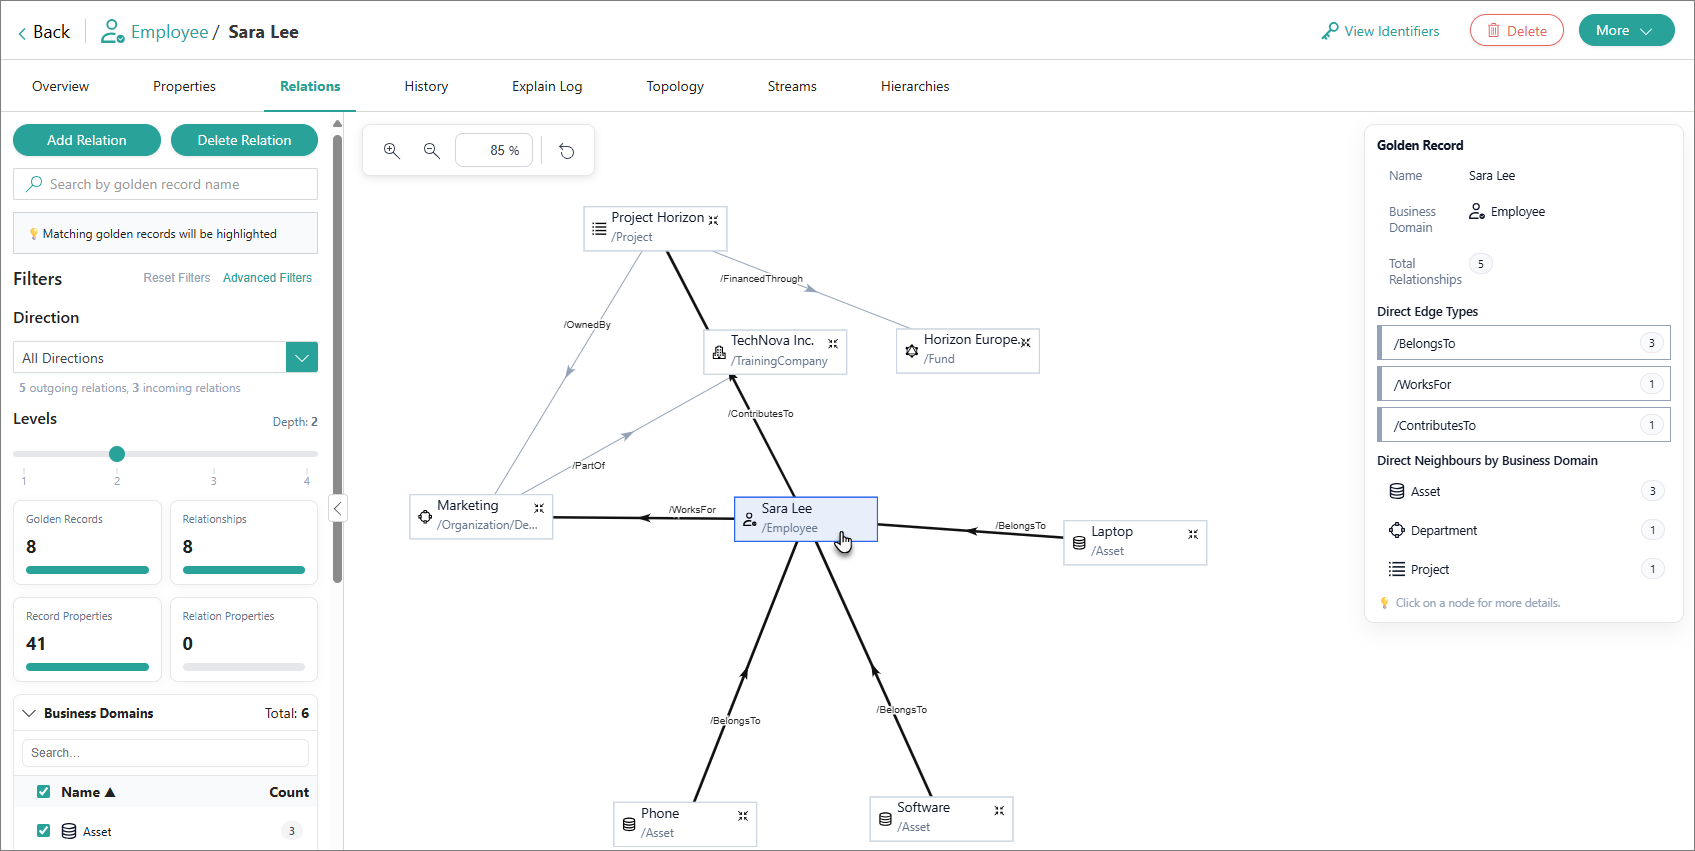 Back
Employee / Sara Lee
View Identifiers
Delete
More
Overview
Properties
Relations
History
Explain Log
Topology
Streams
Hierarchies
Add Relation
Delete Relation
Search by golden record name
Matching golden records will be highlighted
Filters
Reset Filters
Advanced Filters
Direction
All Directions
5 outgoing relations, 3 incoming relations
Levels
Depth: 2
1
2
3
4
Golden Records
8
Relationships
8
Record Properties
41
Relation Properties
0
Business Domains
Total: 6
Search...
Name
Count
Asset
3
85 %
Project Horizon
/Project
/FinancedThrough
/OwnedBy
TechNova Inc.
/TrainingCompany
Horizon Europe...
/Fund
/ContributesTo
/PartOf
Marketing
/Organization/De...
/WorksFor
Sara Lee
/Employee
/BelongsTo
Laptop
/Asset
/BelongsTo
/BelongsTo
Phone
/Asset
Software
/Asset
Golden Record
Name
Sara Lee
Business
Domain
Employee
Total
Relationships
5
Direct Edge Types
/BelongsTo
3
/WorksFor
1
/ContributesTo
1
Direct Neighbours by Business Domain
Asset
3
Department
1
Project
1
Click on a node for more details.